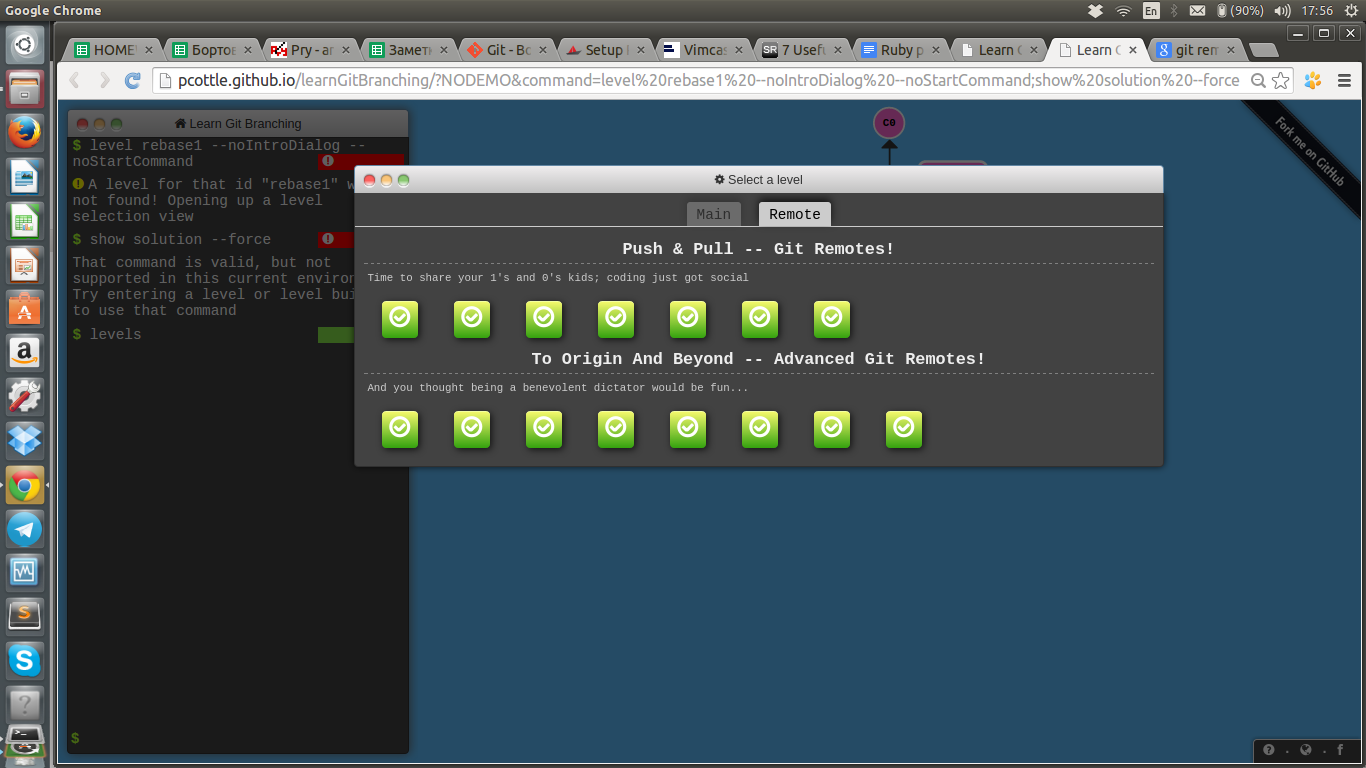 Google Chrome
En
(90%)
17:56
HOME!
Бортов
Pry - ar
Заметк
Git - Bo
Setup
Vimcas
7 Usefu
Ruby p
Learn G
Learn G
git rem
pcottle.github.io/learnGitBranching/?NODEMO&command=level%20rebase1%20--noIntroDialog%20--noStartCommand;show%20solution%20--force
Learn Git Branching
$ level rebase1 --noIntroDialog --
noStartCommand
A level for that id "rebase1" w
not found! Opening up a level
selection view
$ show solution --force
That command is valid, but not
supported in this current enviro
Try entering a level or level bui
to use that command
$ levels
$
C0
Fork me on GitHub
Select a level
Main
Remote
Push & Pull -- Git Remotes!
Time to share your 1's and 0's kids; coding just got social
To Origin And Beyond -- Advanced Git Remotes!
And you thought being a benevolent dictator would be fun...